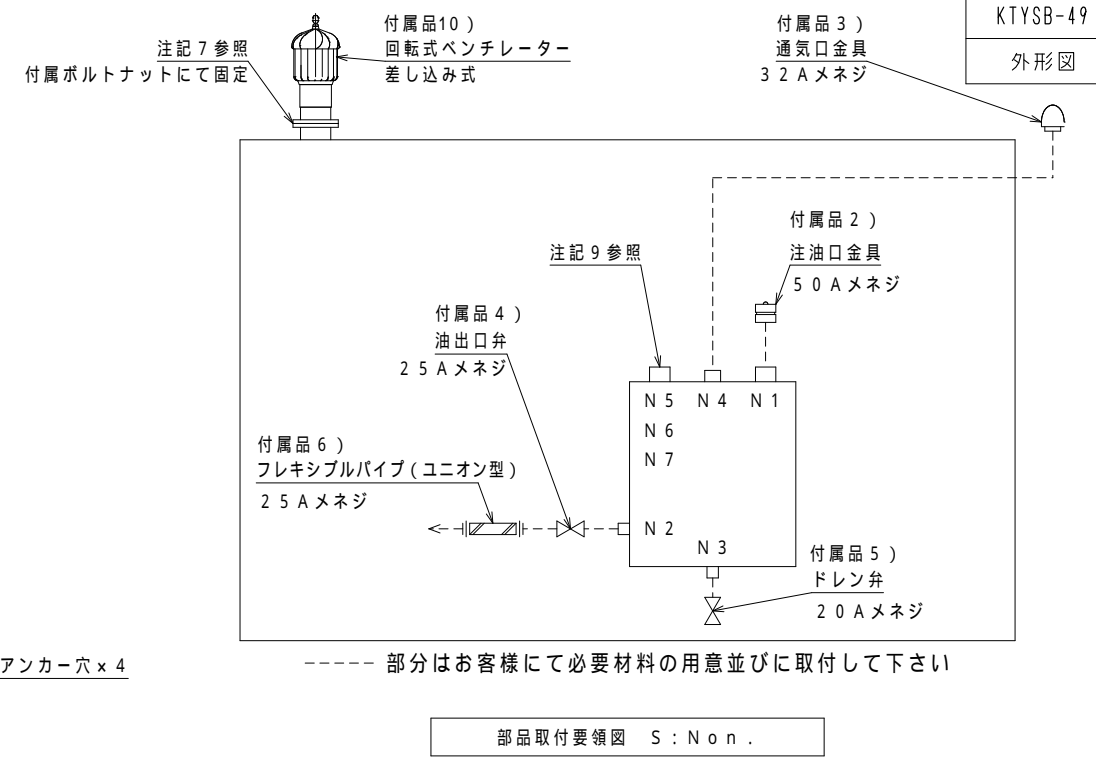 KTYSB-49
外形図
付属品10）
回転式ベンチレーター
差し込み式
注記７参照
付属ボルトナットにて固定
付属品３）
通気口金具
３２Ａメネジ
付属品２）
注油口金具
５０Ａメネジ
注記９参照
付属品４）
油出口弁
２５Ａメネジ
Ｎ５ Ｎ４ Ｎ１
Ｎ６
Ｎ７
付属品６）
フレキシブルパイプ（ユニオン型）
２５Ａメネジ
Ｎ２
Ｎ３
付属品５）
ドレン弁
２０Ａメネジ
アンカー穴×４
----- 部分はお客様にて必要材料の用意並びに取付して下さい
部品取付要領図　Ｓ：Ｎｏｎ．